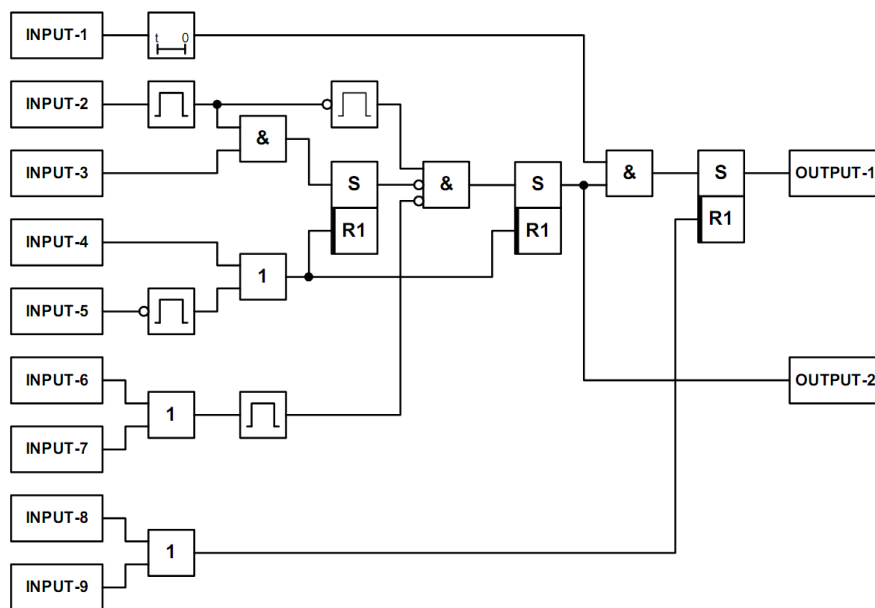 INPUT-1
t 0
INPUT-2
&
INPUT-3
S
&
S
&
S
OUTPUT-1
R1
R1
R1
INPUT-4
1
INPUT-5
INPUT-6
1
OUTPUT-2
INPUT-7
INPUT-8
1
INPUT-9